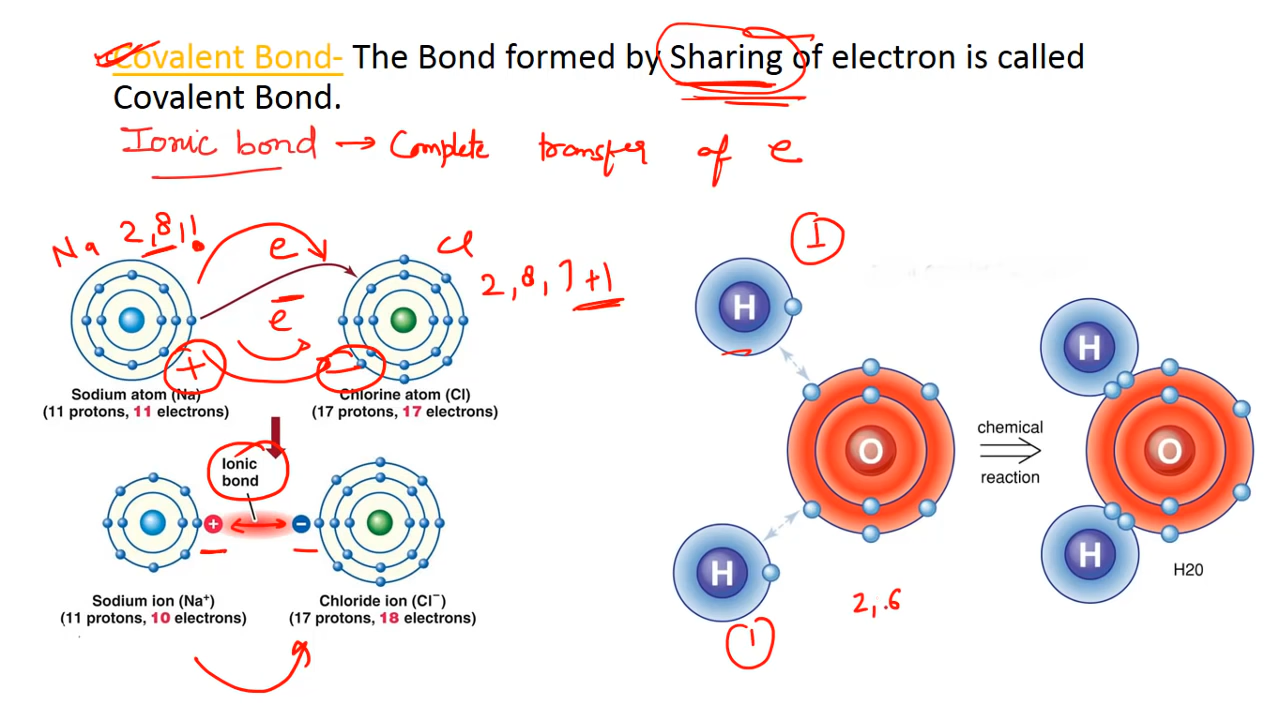 Covalent Bond- The Bond formed by Sharing of electron is called
Covalent Bond.
Ionic bond → Complete transfer of e
Na 2,8,1
e
Cl
2,8,7+1
e
+
−
Sodium atom (Na)
(11 protons, 11 electrons)
Chlorine atom (Cl)
(17 protons, 17 electrons)
Ionic
bond
+
−
Sodium ion (Na⁺)
(11 protons, 10 electrons)
Chloride ion (Cl⁻)
(17 protons, 18 electrons)
1
H
O
H
1
2,6
chemical
reaction
H
O
H
H20